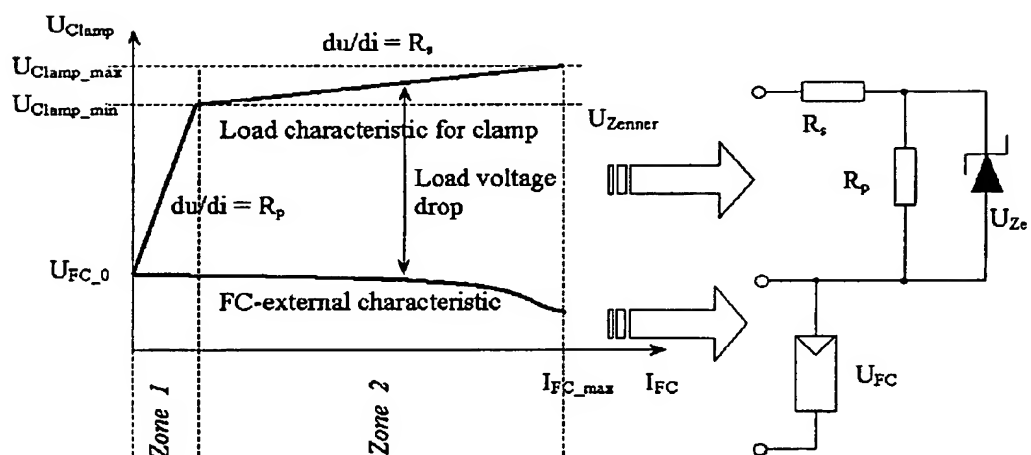 U_Clamp
du/di = R_s
U_Clamp_max
U_Clamp_min
U_Zenner
Load characteristic for clamp
R_s
Load voltage
drop
R_p
du/di = R_p
U_Ze
U_FC_0
FC-external characteristic
I_FC_max
I_FC
U_FC
Zone 1
Zone 2